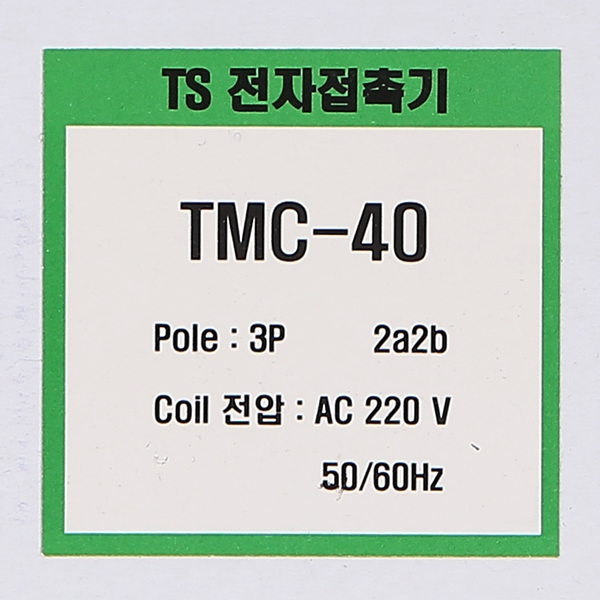 TS 전자접촉기
TMC-40
Pole : 3P 2a2b
Coil 전압 : AC 220 V
50/60Hz